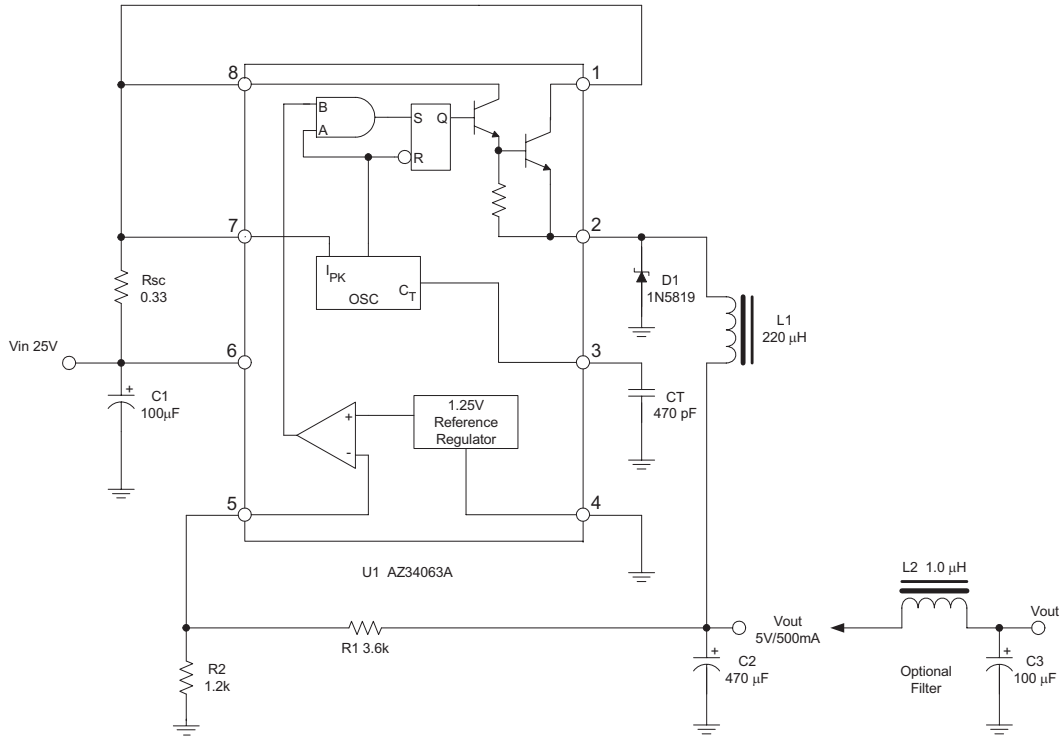 8
1
B
A
S
Q
R
7
2
I PK
OSC
C T
Rsc
0.33
D1
1N5819
L1
220 μH
Vin 25V
6
3
C1
+
100μF
CT
470 pF
1.25V
Reference
Regulator
+
-
5
4
U1 AZ34063A
L2 1.0 μH
R1 3.6k
Vout
5V/500mA
Vout
R2
1.2k
+
C2
470 μF
Optional
Filter
+
C3
100 μF